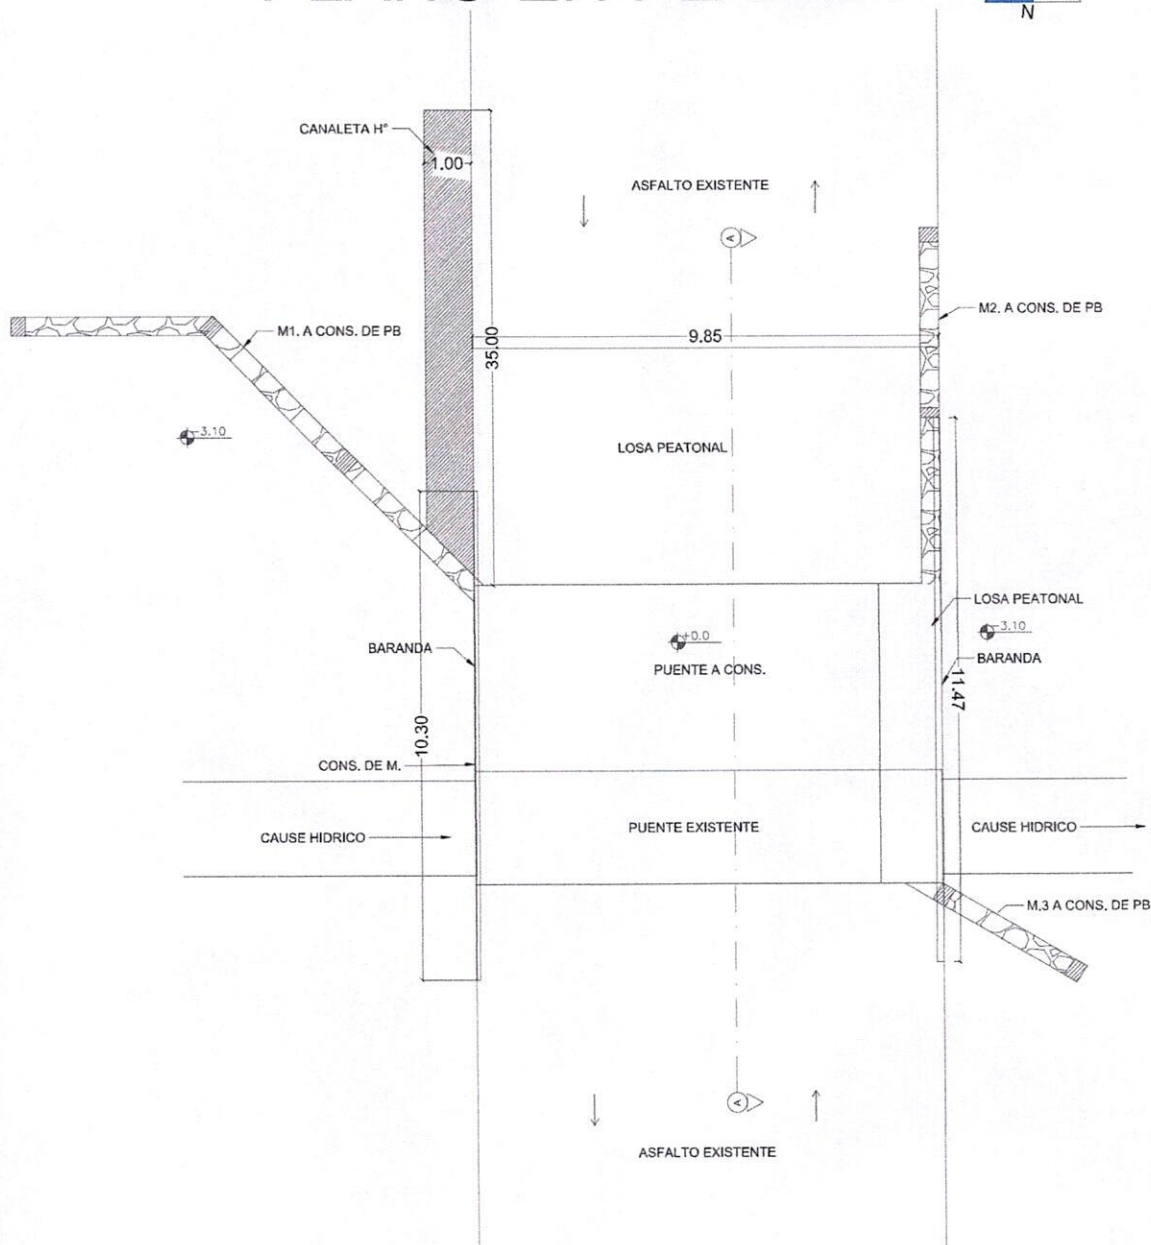 N
CANALETA H°
1.00
ASFALTO EXISTENTE
A
M1. A CONS. DE PB
M2. A CONS. DE PB
9.85
35.00
-3.10
LOSA PEATONAL
LOSA PEATONAL
+0.0
-3.10
BARANDA
BARANDA
PUENTE A CONS.
11.47
10.30
CONS. DE M.
CAUSE HIDRICO
PUENTE EXISTENTE
CAUSE HIDRICO
M.3 A CONS. DE PB
A
ASFALTO EXISTENTE